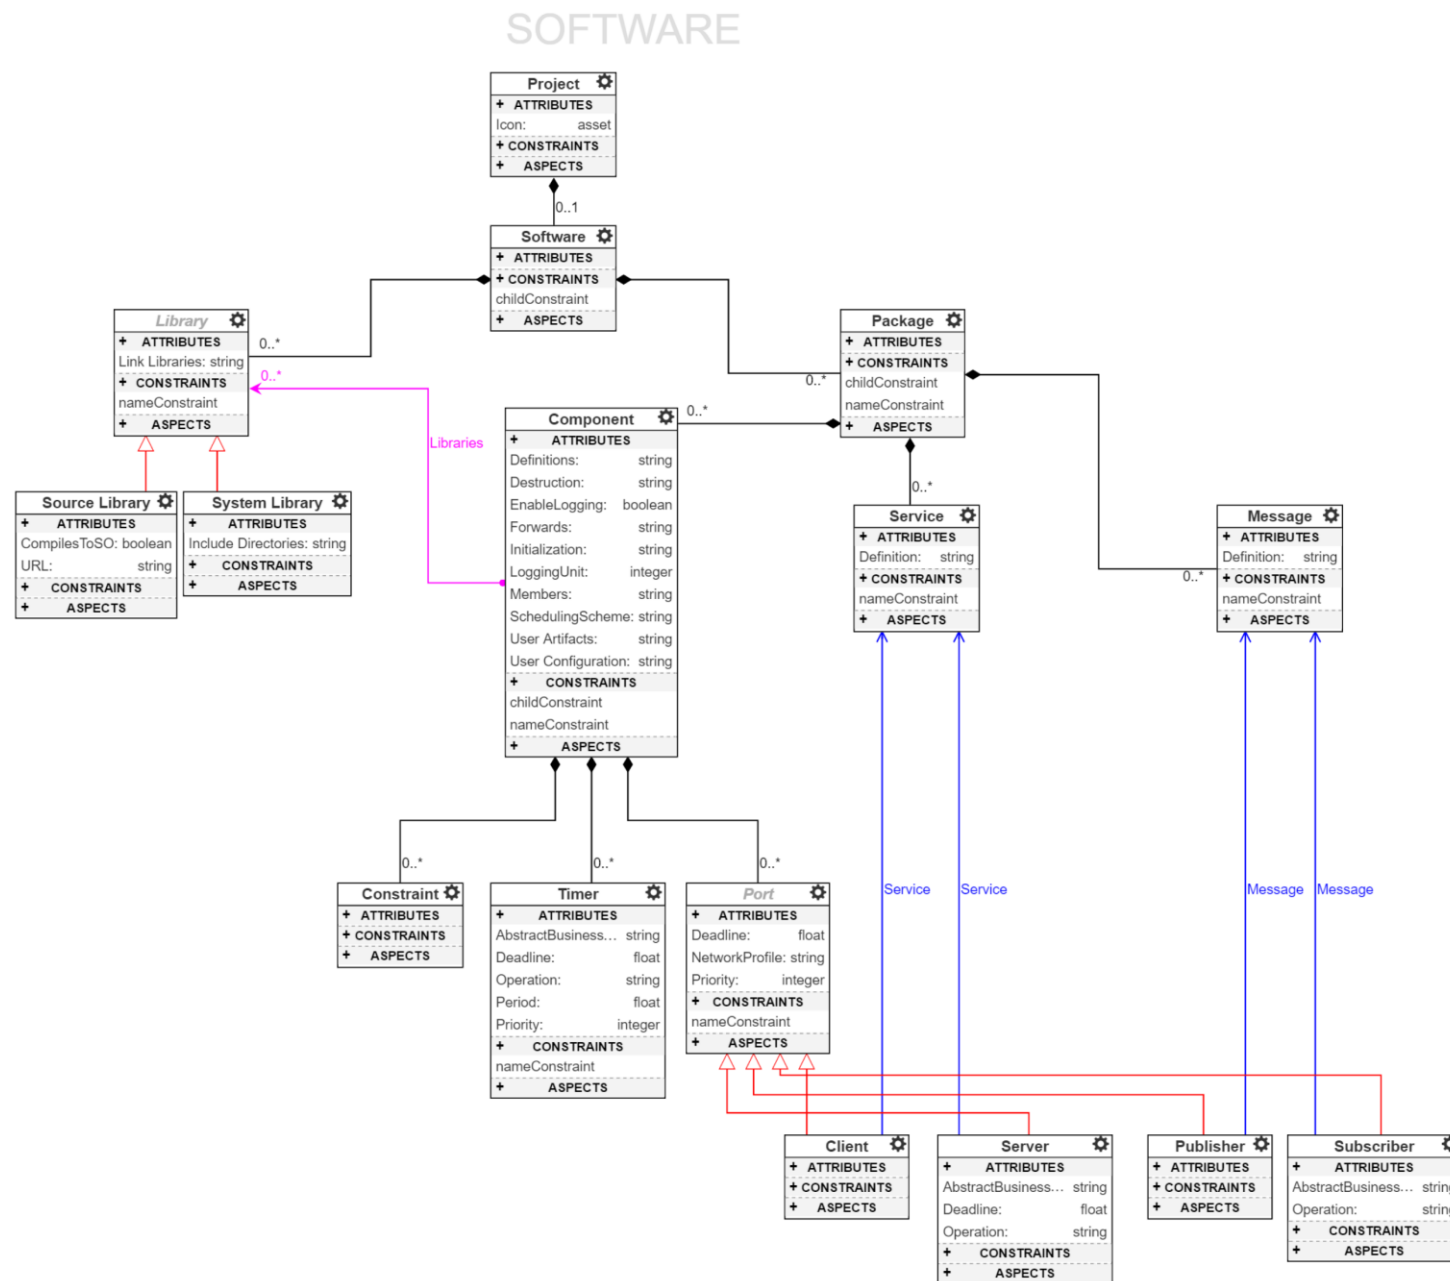 SOFTWARE
Project
+ ATTRIBUTES
Icon: asset
+ CONSTRAINTS
+ ASPECTS
0..1
Software
+ ATTRIBUTES
+ CONSTRAINTS
childConstraint
+ ASPECTS
Library
+ ATTRIBUTES
Link Libraries: string
+ CONSTRAINTS
nameConstraint
+ ASPECTS
0..*
0..*
Libraries
Package
+ ATTRIBUTES
+ CONSTRAINTS
childConstraint
nameConstraint
+ ASPECTS
0..*
0..*
Component
+ ATTRIBUTES
Definitions: string
Destruction: string
EnableLogging: boolean
Forwards: string
Initialization: string
LoggingUnit: integer
Members: string
SchedulingScheme: string
User Artifacts: string
User Configuration: string
+ CONSTRAINTS
childConstraint
nameConstraint
+ ASPECTS
Source Library
+ ATTRIBUTES
CompilesToSO: boolean
URL: string
+ CONSTRAINTS
+ ASPECTS
System Library
+ ATTRIBUTES
Include Directories: string
+ CONSTRAINTS
+ ASPECTS
0..*
Service
+ ATTRIBUTES
Definition: string
+ CONSTRAINTS
nameConstraint
+ ASPECTS
0..*
Message
+ ATTRIBUTES
Definition: string
+ CONSTRAINTS
nameConstraint
+ ASPECTS
0..*
0..*
0..*
Constraint
+ ATTRIBUTES
+ CONSTRAINTS
+ ASPECTS
Timer
+ ATTRIBUTES
AbstractBusiness... string
Deadline: float
Operation: string
Period: float
Priority: integer
+ CONSTRAINTS
nameConstraint
+ ASPECTS
Port
+ ATTRIBUTES
Deadline: float
NetworkProfile: string
Priority: integer
+ CONSTRAINTS
nameConstraint
+ ASPECTS
Service
Service
Message
Message
Client
+ ATTRIBUTES
+ CONSTRAINTS
+ ASPECTS
Server
+ ATTRIBUTES
AbstractBusiness... string
Deadline: float
Operation: string
+ CONSTRAINTS
+ ASPECTS
Publisher
+ ATTRIBUTES
+ CONSTRAINTS
+ ASPECTS
Subscriber
+ ATTRIBUTES
AbstractBusiness... string
Operation: string
+ CONSTRAINTS
+ ASPECTS